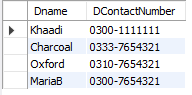 Dname DContactNumber
Khaadi 0300-1111111
Charcoal 0333-7654321
Oxford 0310-7654321
MariaB 0300-7654321